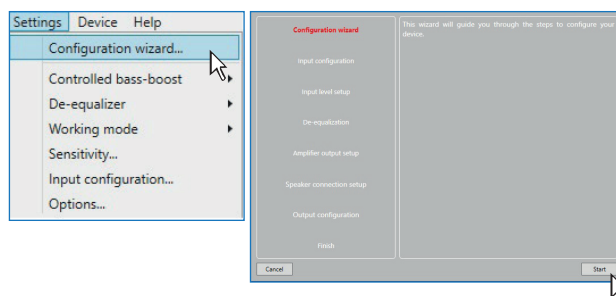 Settings Device Help
Configuration wizard...
Controlled bass-boost
De-equalizer
Working mode
Sensitivity...
Input configuration...
Options...
Configuration wizard
Input configuration
Input level setup
De-equalization
Amplifier output setup
Speaker connection setup
Output configuration
Finish
This wizard will guide you through the steps to configure your
device.
Cancel
Start